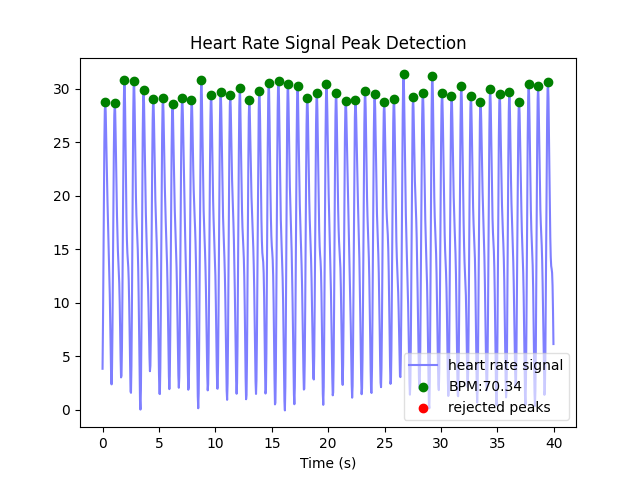 Heart Rate Signal Peak Detection
30
25
20
15
10
5
0
heart rate signal
BPM:70.34
rejected peaks
0 5 10 15 20 25 30 35 40
Time (s)